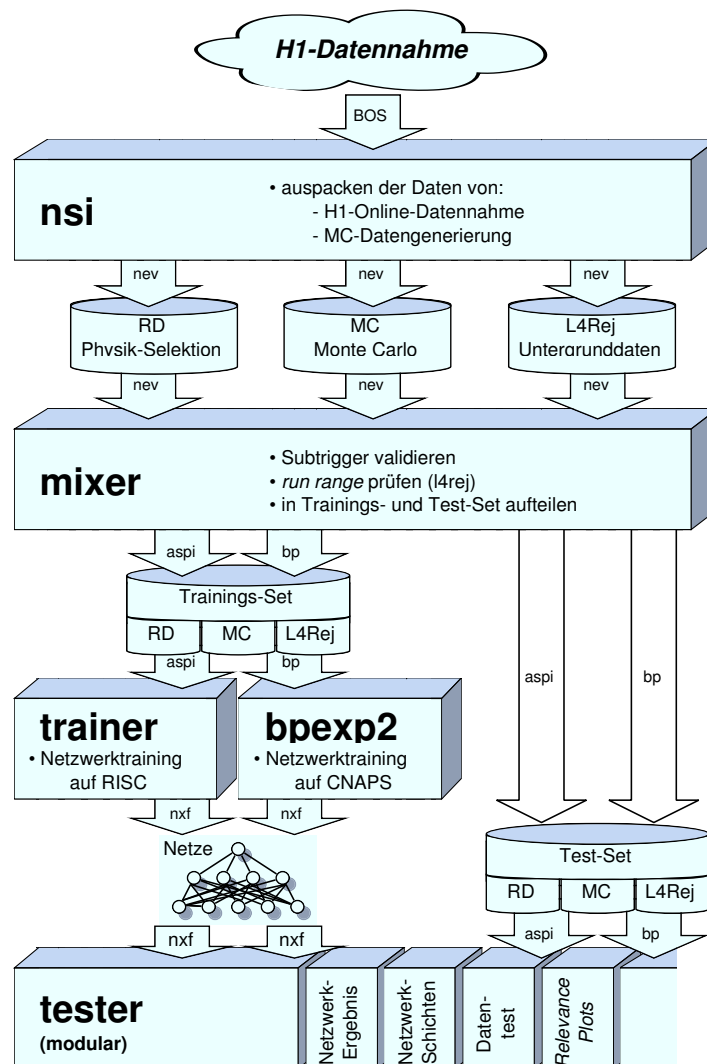 H1-Datennahme
BOS
nsi
• auspacken der Daten von:
- H1-Online-Datennahme
- MC-Datengenerierung
nev nev nev
RD
Physik-Selektion
MC
Monte Carlo
L4Rej
Untergrunddaten
nev nev nev
mixer
• Subtrigger validieren
• run range prüfen (l4rej)
• in Trainings- und Test-Set aufteilen
aspi bp
Trainings-Set
RD MC L4Rej
aspi bp
aspi bp
trainer
• Netzwerktraining
auf RISC
bpexp2
• Netzwerktraining
auf CNAPS
nxf nxf
Netze
Test-Set
RD MC L4Rej
aspi bp
nxf nxf
tester
(modular)
Netzwerk-
Ergebnis
Netzwerk-
Schichten
Daten-
test
Relevance
Plots